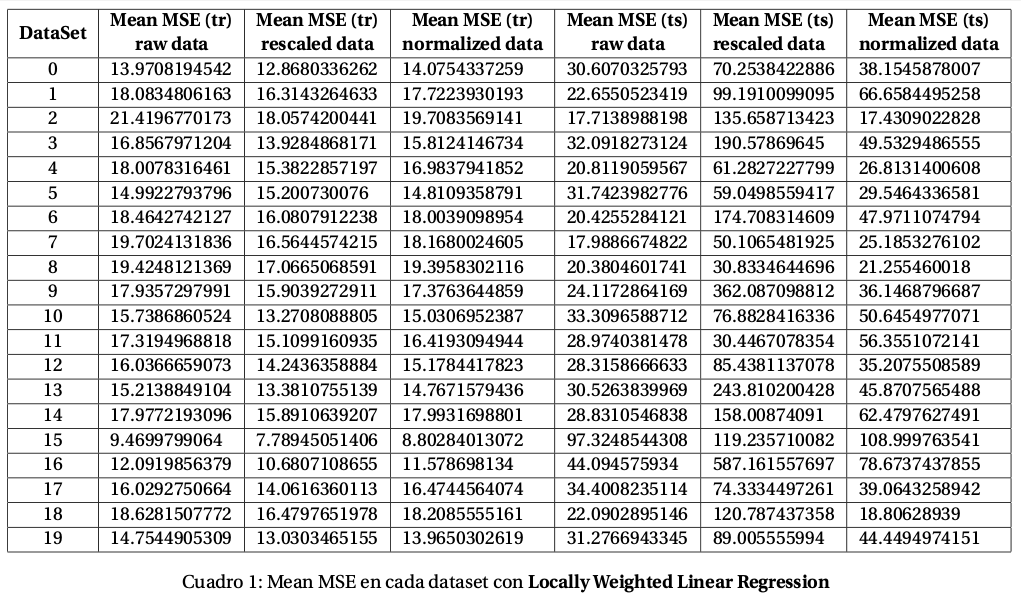 DataSet Mean MSE (tr) raw data Mean MSE (tr) rescaled data Mean MSE (tr) normalized data Mean MSE (ts) raw data Mean MSE (ts) rescaled data Mean MSE (ts) normalized data
0 13.9708194542 12.8680336262 14.0754337259 30.6070325793 70.2538422886 38.1545878007
1 18.0834806163 16.3143264633 17.7223930193 22.6550523419 99.1910099095 66.6584495258
2 21.4196770173 18.0574200441 19.7083569141 17.7138988198 135.658713423 17.4309022828
3 16.8567971204 13.9284868171 15.8124146734 32.0918273124 190.57869645 49.5329486555
4 18.0078316461 15.3822857197 16.9837941852 20.8119059567 61.2827227799 26.8131400608
5 14.9922793796 15.200730076 14.8109358791 31.7423982776 59.0498559417 29.5464336581
6 18.4642742127 16.0807912238 18.0039098954 20.4255284121 174.708314609 47.9711074794
7 19.7024131836 16.5644574215 18.1680024605 17.9886674822 50.1065481925 25.1853276102
8 19.4248121369 17.0665068591 19.3958302116 20.3804601741 30.8334644696 21.255460018
9 17.9357297991 15.9039272911 17.3763644859 24.1172864169 362.087098812 36.1468796687
10 15.7386860524 13.2708088805 15.0306952387 33.3096588712 76.8828416336 50.6454977071
11 17.3194968818 15.1099160935 16.4193094944 28.9740381478 30.4467078354 56.3551072141
12 16.0366659073 14.2436358884 15.1784417823 28.3158666633 85.4381137078 35.2075508589
13 15.2138849104 13.3810755139 14.7671579436 30.5263839969 243.810200428 45.8707565488
14 17.9772193096 15.8910639207 17.9931698801 28.8310546838 158.00874091 62.4797627491
15 9.4699799064 7.78945051406 8.80284013072 97.3248544308 119.235710082 108.999763541
16 12.0919856379 10.6807108655 11.578698134 44.094575934 587.161557697 78.6737437855
17 16.0292750664 14.0616360113 16.4744564074 34.4008235114 74.3334497261 39.0643258942
18 18.6281507772 16.4797651978 18.2085555161 22.0902895146 120.787437358 18.80628939
19 14.7544905309 13.0303465155 13.9650302619 31.2766943345 89.005555994 44.4494974151
Cuadro 1: Mean MSE en cada dataset con Locally Weighted Linear Regression